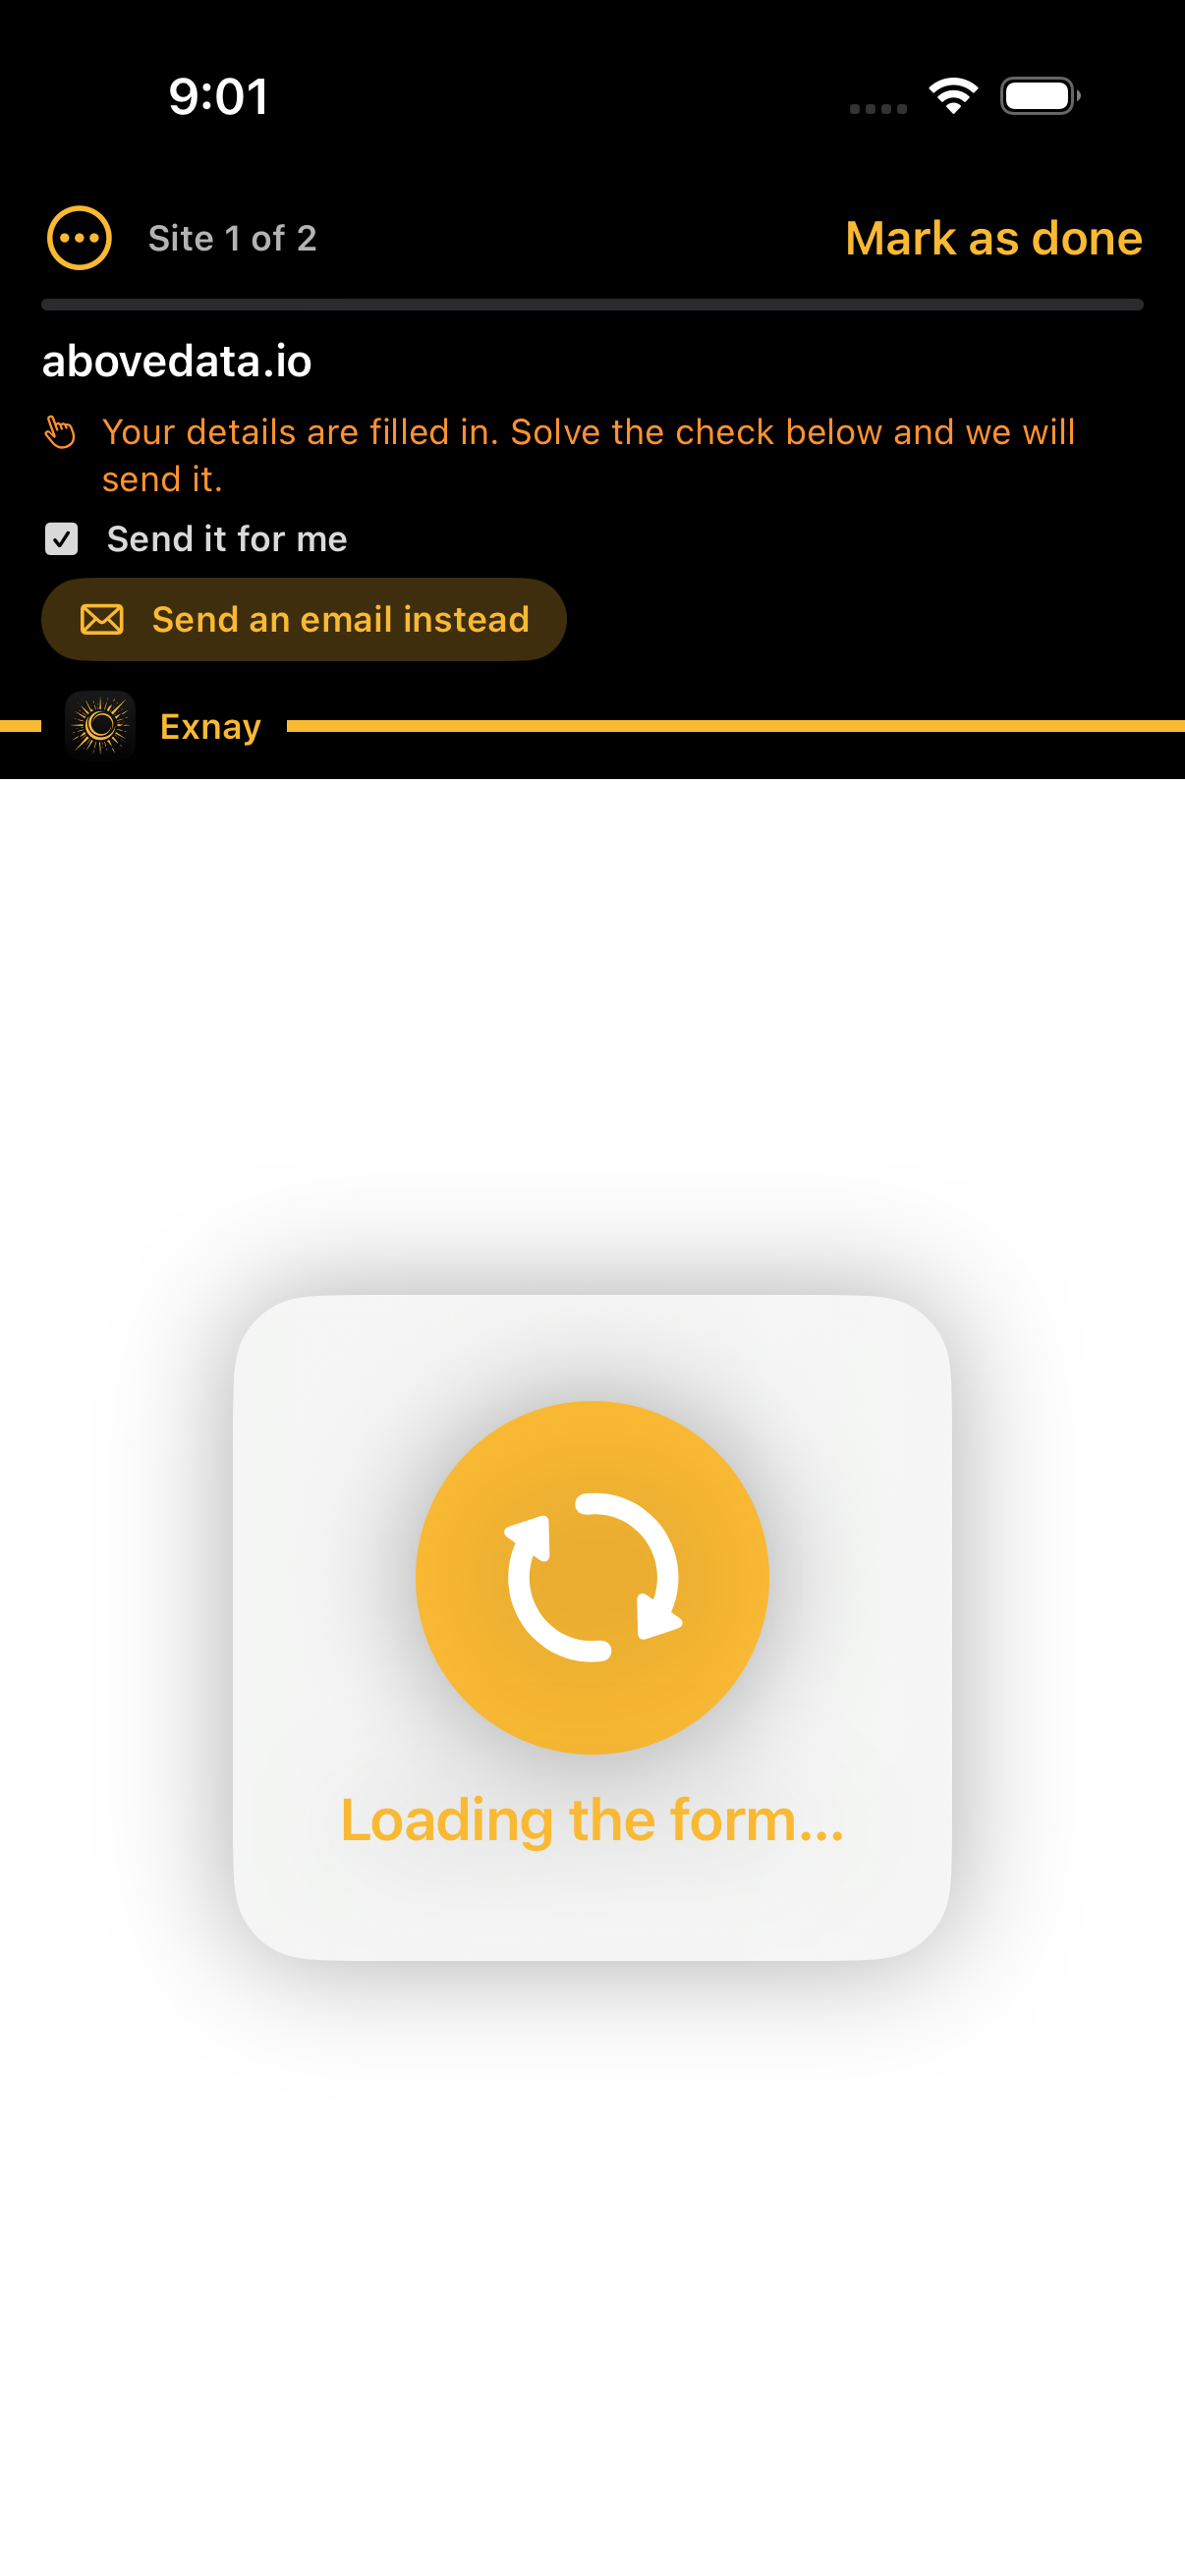 9:01
Site 1 of 2
Mark as done
abovedata.io
Your details are filled in. Solve the check below and we will
send it.
Send it for me
Send an email instead
Exnay
Loading the form...